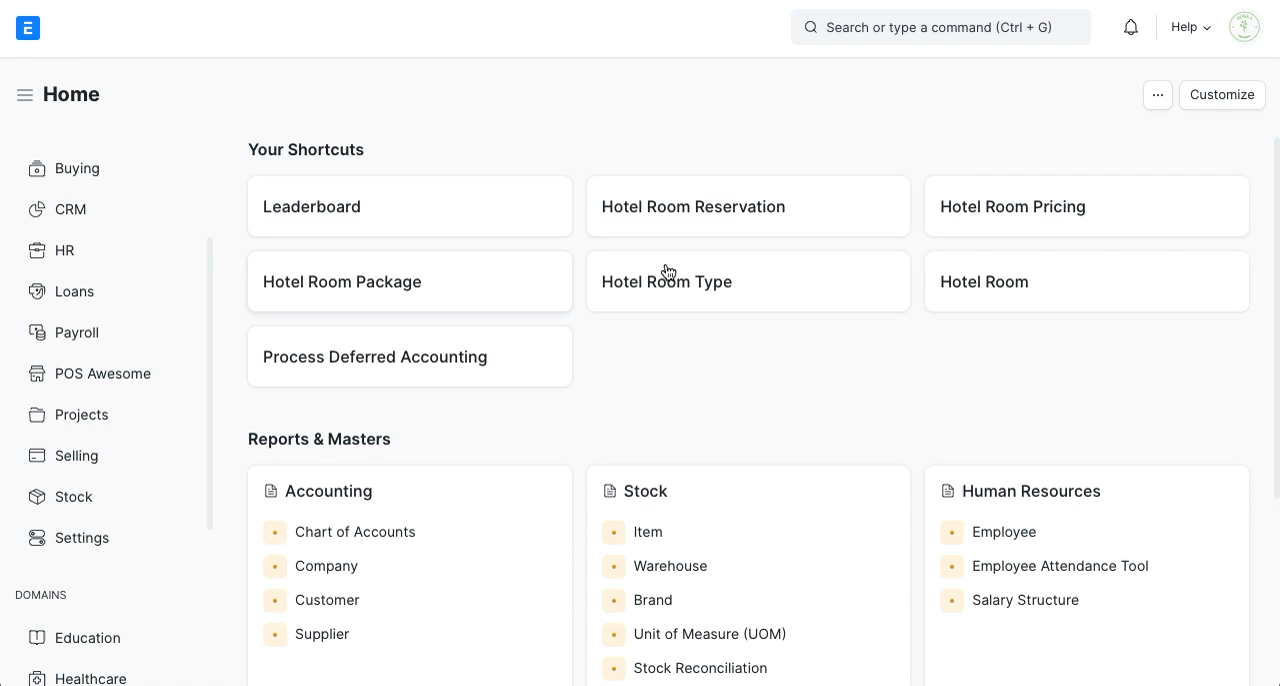 E
Search or type a command (Ctrl + G)
Help
Home
...
Customize
Buying
CRM
HR
Loans
Payroll
POS Awesome
Projects
Selling
Stock
Settings
DOMAINS
Education
Healthcare
Your Shortcuts
Leaderboard
Hotel Room Reservation
Hotel Room Pricing
Hotel Room Package
Hotel Room Type
Hotel Room
Process Deferred Accounting
Reports & Masters
Accounting
Chart of Accounts
Company
Customer
Supplier
Stock
Item
Warehouse
Brand
Unit of Measure (UOM)
Stock Reconciliation
Human Resources
Employee
Employee Attendance Tool
Salary Structure